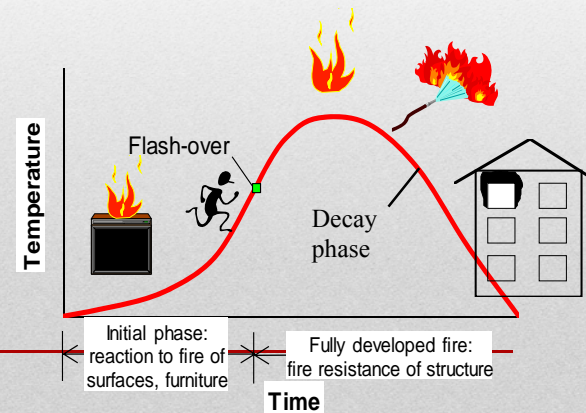 Temperature
Flash-over
Decay
phase
Initial phase:
reaction to fire of
surfaces, furniture
Fully developed fire:
fire resistance of structure
Time